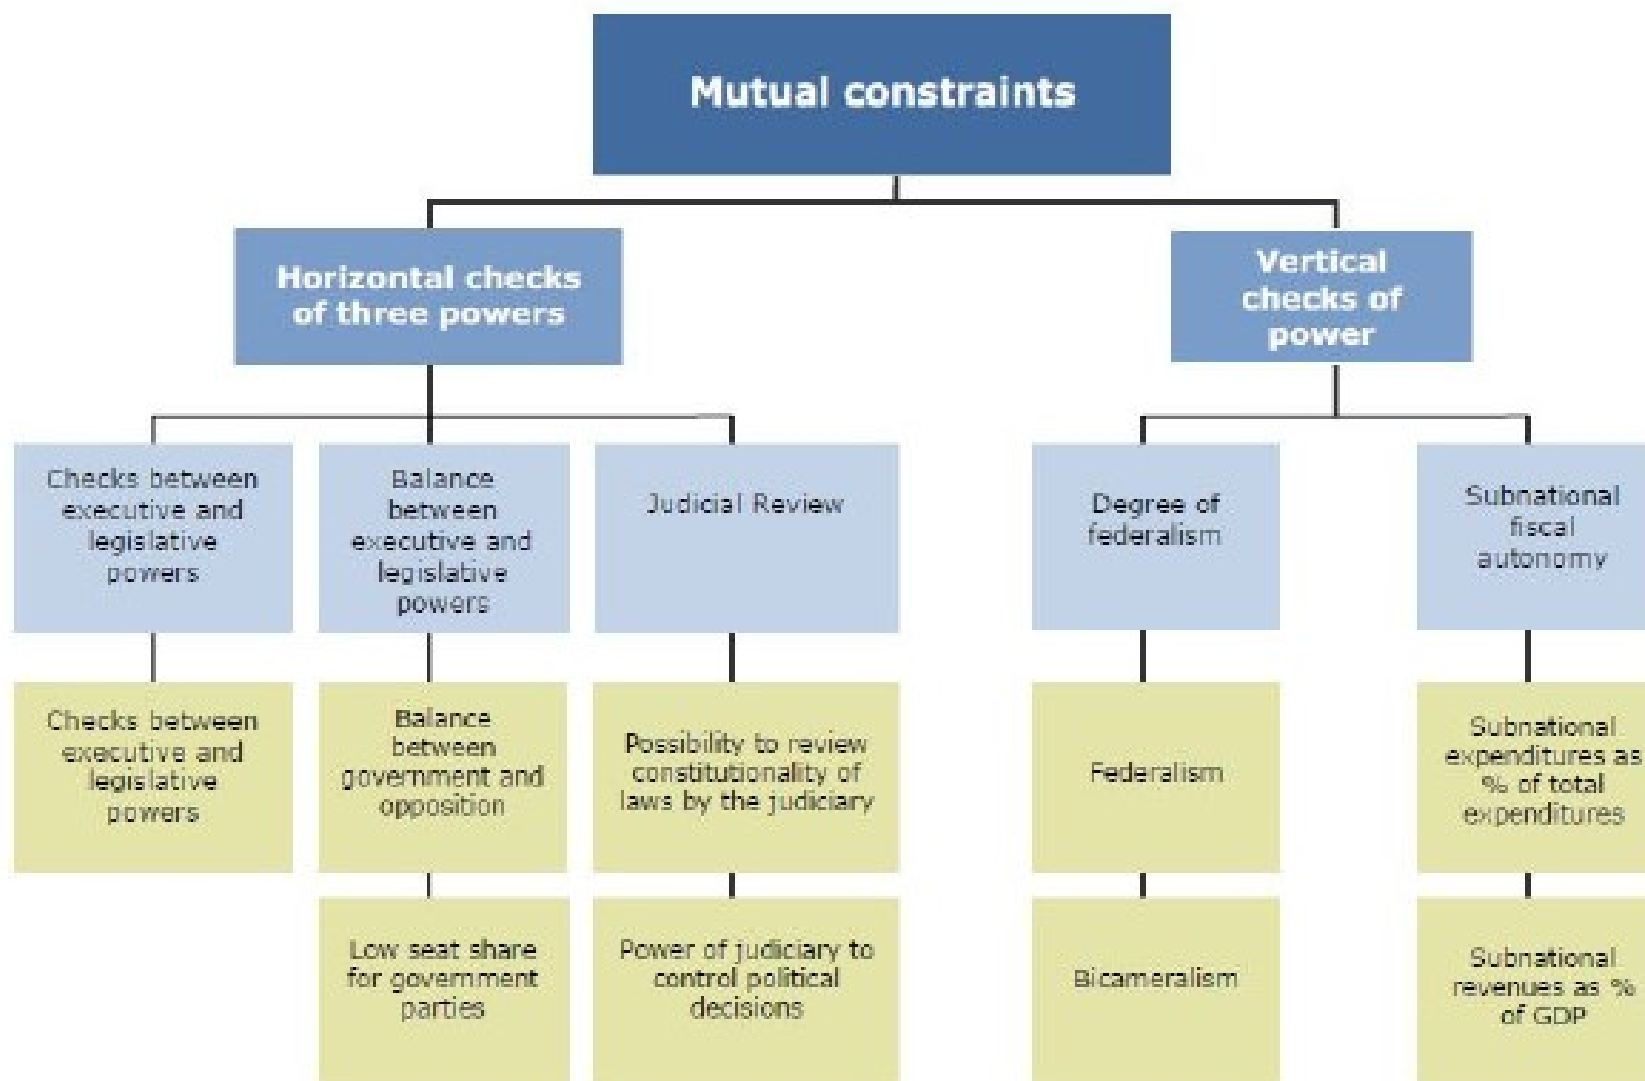 Mutual constraints
Horizontal checks
of three powers
Vertical
checks of
power
Checks between
executive and
legislative
powers
Balance
between
executive and
legislative
powers
Judicial Review
Degree of
federalism
Subnational
fiscal
autonomy
Checks between
executive and
legislative
powers
Balance
between
government and
opposition
Possibility to review
constitutionality of
laws by the judiciary
Federalism
Subnational
expenditures as
% of total
expenditures
Low seat share
for government
parties
Power of judiciary to
control political
decisions
Bicameralism
Subnational
revenues as %
of GDP